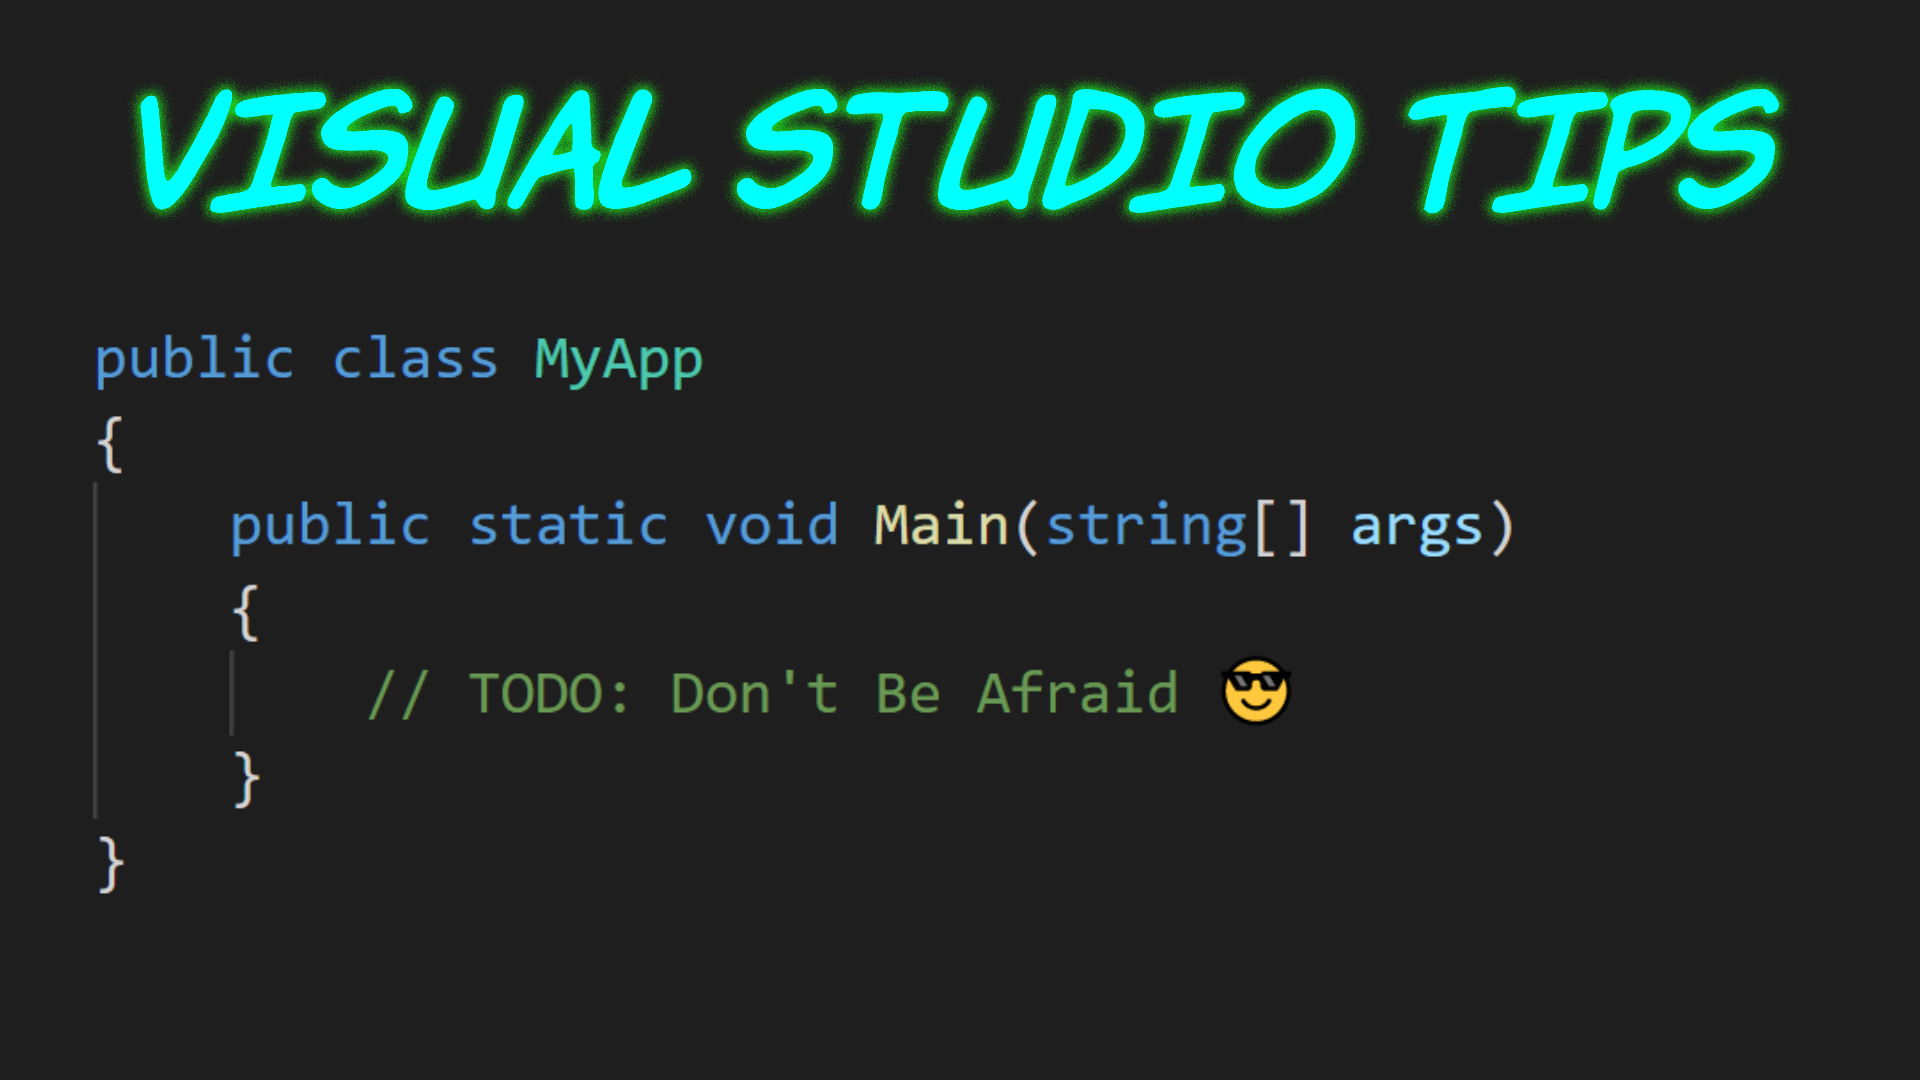 VISUAL STUDIO TIPS
public class MyApp
{
public static void Main(string[] args)
{
// TODO: Don't Be Afraid 😎
}
}